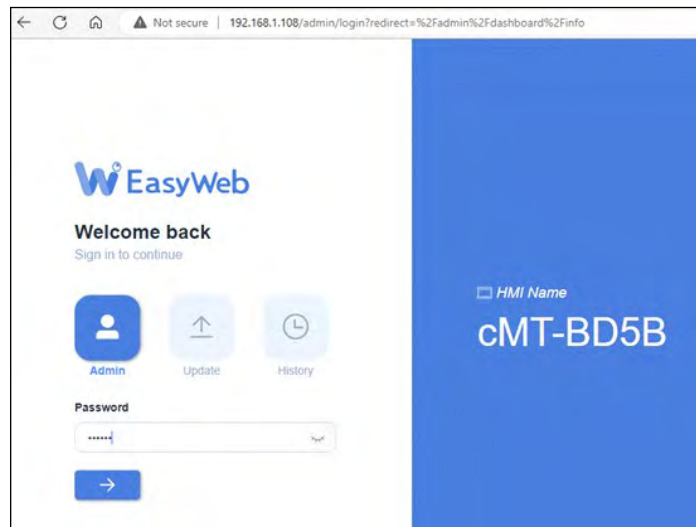 Not secure | 192.168.1.108/admin/login?redirect=%2Fadmin%2Fdashboard%2Finfo
EasyWeb
Welcome back
Sign in to continue
Admin Update History
Password
••••••
HMI Name
cMT-BD5B